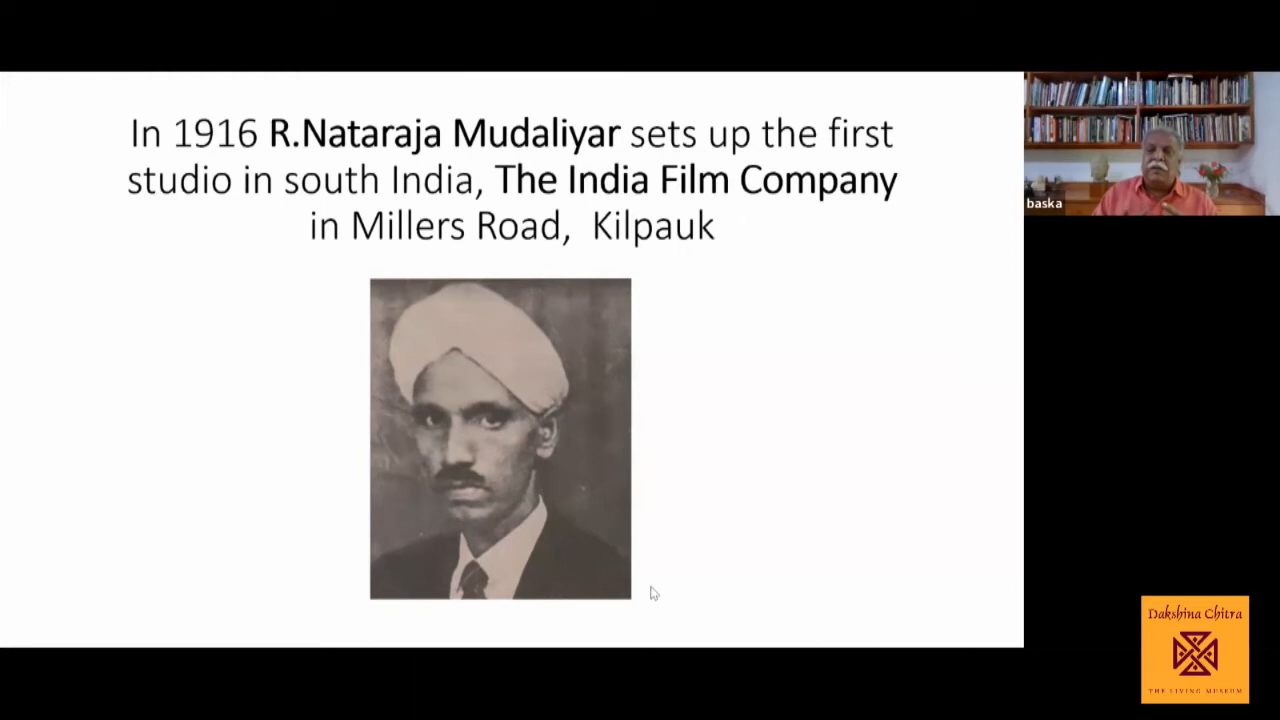 In 1916 R.Nataraja Mudaliyar sets up the first
studio in south India, The India Film Company
in Millers Road, Kilpauk
baska
Dakshina Chitra
THE LIVING MUSEUM